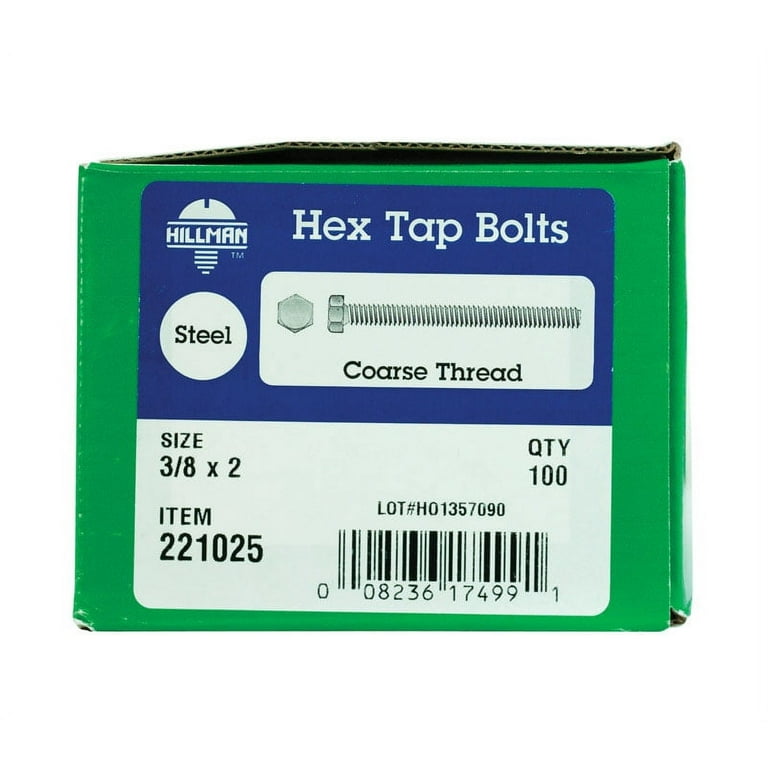 HILLMAN
TM
Hex Tap Bolts
Steel
Coarse Thread
SIZE
3/8 x 2
QTY
100
ITEM
221025
LOT#H01357090
0 08236 17499 1